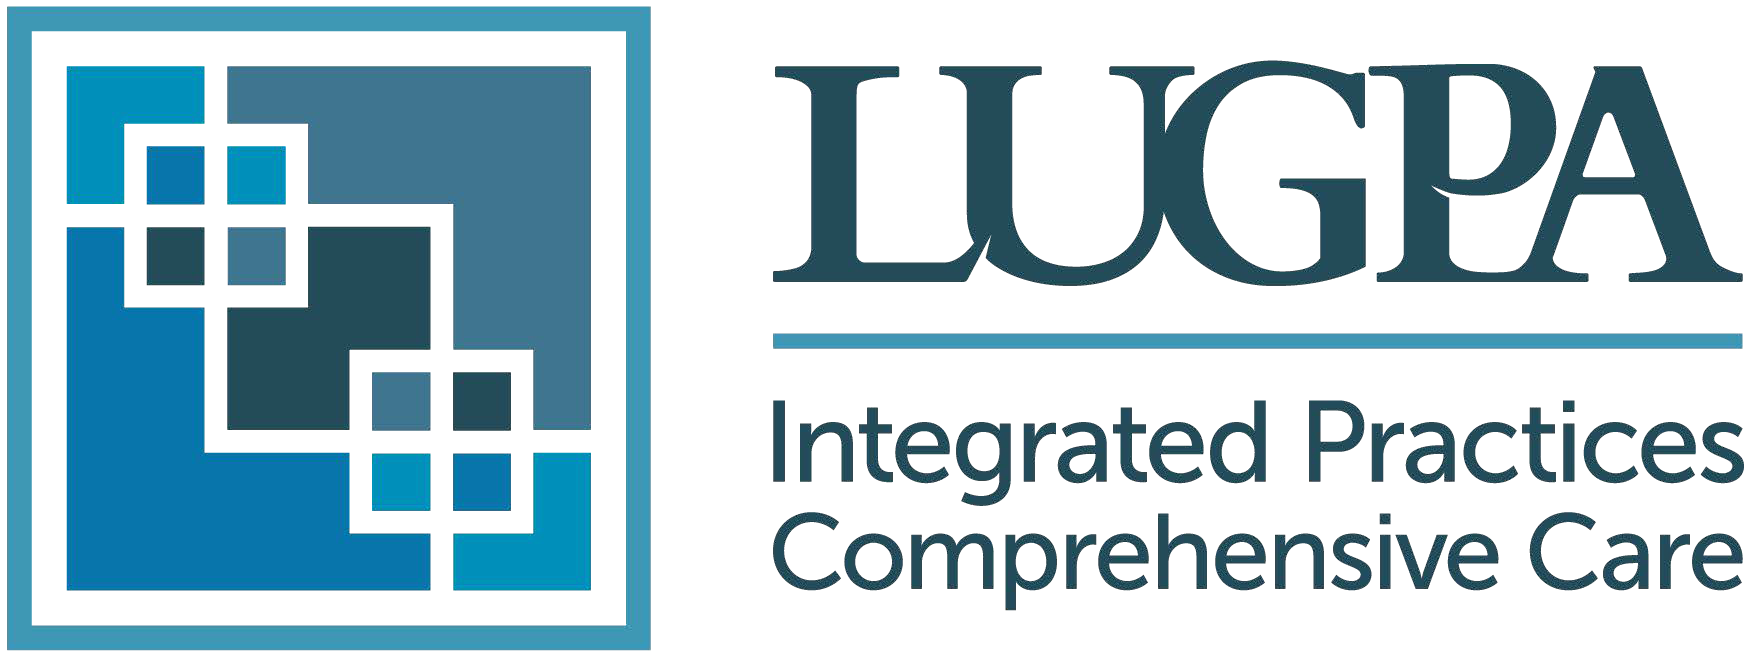 LUGPA
Integrated Practices
Comprehensive Care